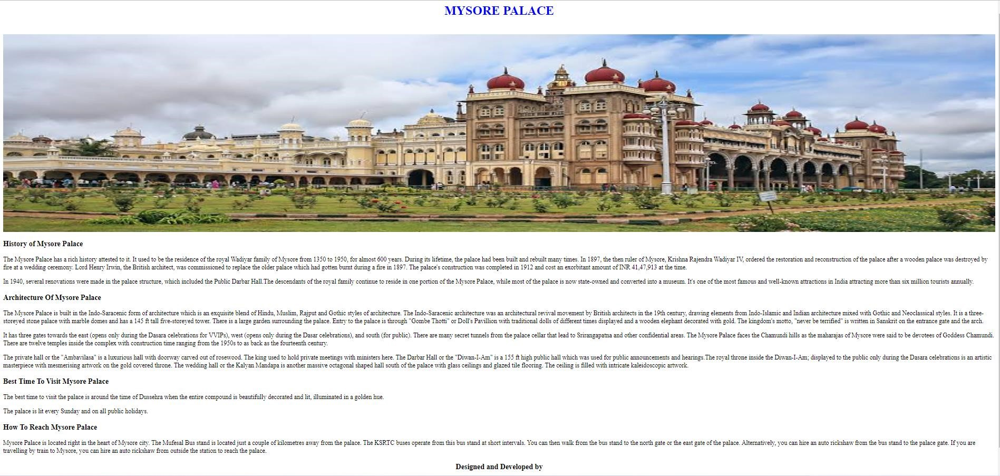 MYSORE PALACE
History of Mysore Palace
The Mysore Palace has a rich history attested to it. It used to be the residence of the royal Wadiyar family of Mysore from 1350 to 1950, for almost 600 years. During its lifetime, the palace had been built and rebuilt many times. In 1897, the then ruler of Mysore, Krishna Rajendra Wadiyar IV, ordered the restoration and reconstruction of the palace after a wooden palace was destroyed by
fire at a wedding ceremony. Lord Henry Irwin, the British architect, was commissioned to replace the older palace which had gotten burnt during a fire in 1897. The palace's construction was completed in 1912 and cost an exorbitant amount of INR 41,47,913 at the time.
In 1940, several renovations were made in the palace structure, which included the Public Darbar Hall.The descendants of the royal family continue to reside in one portion of the Mysore Palace, while most of the palace is now state-owned and converted into a museum. It's one of the most famous and well-known attractions in India attracting more than six million tourists annually.
Architecture Of Mysore Palace
The Mysore Palace is built in the Indo-Saracenic form of architecture which is an exquisite blend of Hindu, Muslim, Rajput and Gothic styles of architecture. The Indo-Saracenic architecture was an architectural revival movement by British architects in the 19th century, drawing elements from Indo-Islamic and Indian architecture mixed with Gothic and Neoclassical styles. It is a three-
storeyed stone palace with marble domes and has a 145 ft tall five-storeyed tower. There is a large garden surrounding the palace. Entry to the palace is through "Gombe Thotti" or Doll's Pavillion with traditional dolls of different times displayed and a wooden elephant decorated with gold. The kingdom's motto, "never be terrified" is written in Sanskrit on the entrance gate and the arch.
It has three gates towards the east (opens only during the Dasara celebrations for VVIPs), west (opens only during the Dasar celebrations), and south (for public). There are many secret tunnels from the palace cellar that lead to Srirangapatna and other confidential areas. The Mysore Palace faces the Chamundi hills as the maharajas of Mysore were said to be devotees of Goddess Chamundi.
There are twelve temples inside the complex with construction time ranging from the 1950s to as back as the fourteenth century.
The private hall or the "Ambavilasa" is a luxurious hall with doorway carved out of rosewood. The king used to hold private meetings with ministers here. The Darbar Hall or the "Diwan-I-Am" is a 155 ft high public hall which was used for public announcements and hearings.The royal throne inside the Diwan-I-Am; displayed to the public only during the Dasara celebrations is an artistic
masterpiece with mesmerising artwork on the gold covered throne. The wedding hall or the Kalyan Mandapa is another massive octagonal shaped hall south of the palace with glass ceilings and glazed tile flooring. The ceiling is filled with intricate kaleidoscopic artwork.
Best Time To Visit Mysore Palace
The best time to visit the palace is around the time of Dussehra when the entire compound is beautifully decorated and lit, illuminated in a golden hue.
The palace is lit every Sunday and on all public holidays.
How To Reach Mysore Palace
Mysore Palace is located right in the heart of Mysore city. The Mufesal Bus stand is located just a couple of kilometres away from the palace. The KSRTC buses operate from this bus stand at short intervals. You can then walk from the bus stand to the north gate or the east gate of the palace. Alternatively, you can hire an auto rickshaw from the bus stand to the palace gate. If you are
travelling by train to Mysore, you can hire an auto rickshaw from outside the station to reach the palace.
Designed and Developed by